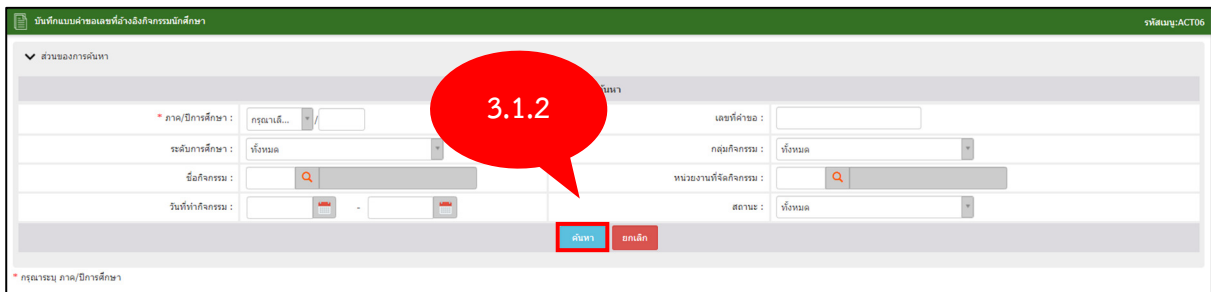 บันทึกแบบคำขอเลขที่อ้างอิงกิจกรรมนักศึกษา รหัสเมนู:ACT06
ส่วนของการค้นหา
ค้นหา
3.1.2
* ภาค/ปีการศึกษา : กรุณาเลื... / เลขที่คำขอ :
ระดับการศึกษา : ทั้งหมด กลุ่มกิจกรรม : ทั้งหมด
ชื่อกิจกรรม : หน่วยงานที่จัดกิจกรรม :
วันที่ทำกิจกรรม : - สถานะ : ทั้งหมด
ค้นหา ยกเลิก
* กรุณาระบุ ภาค/ปีการศึกษา